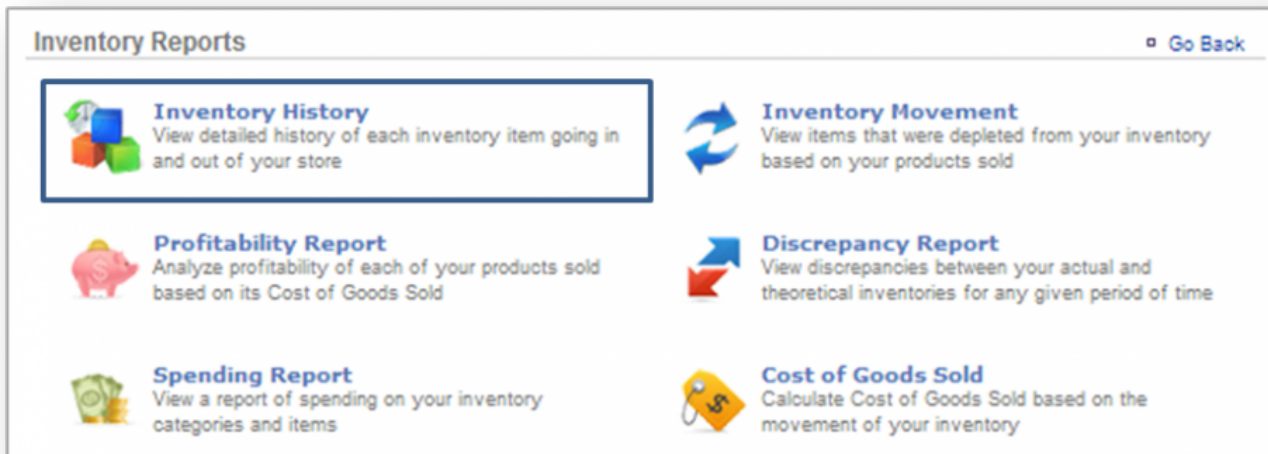 Inventory Reports
Go Back
Inventory History
View detailed history of each inventory item going in
and out of your store
Inventory Movement
View items that were depleted from your inventory
based on your products sold
Profitability Report
Analyze profitability of each of your products sold
based on its Cost of Goods Sold
Discrepancy Report
View discrepancies between your actual and
theoretical inventories for any given period of time
Spending Report
View a report of spending on your inventory
categories and items
Cost of Goods Sold
Calculate Cost of Goods Sold based on the
movement of your inventory